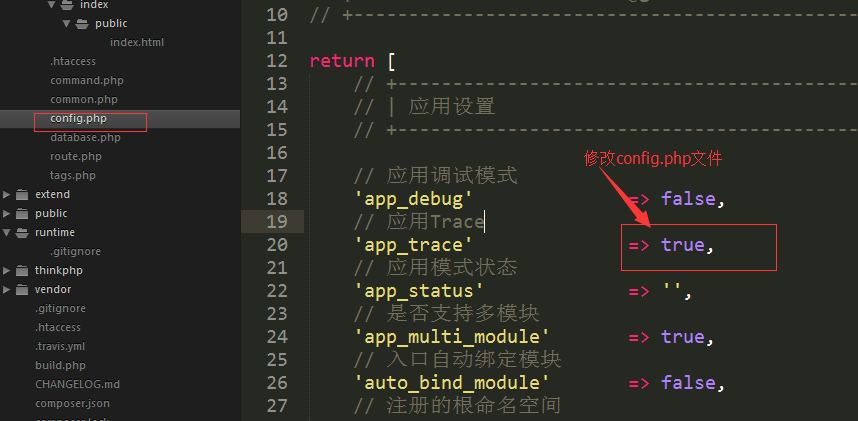 index
public
index.html
.htaccess
command.php
common.php
config.php
database.php
route.php
tags.php
extend
public
runtime
.gitignore
thinkphp
vendor
.gitignore
.htaccess
.travis.yml
build.php
CHANGELOG.md
composer.json
10 // +----------------------------------------------
11
12 return [
13 // +------------------------------------------
14 // | 应用设置
15 // +------------------------------------------
16
修改config.php文件
17 // 应用调试模式
18 'app_debug' => false,
19 // 应用Trace
20 'app_trace' => true,
21 // 应用模式状态
22 'app_status' => '',
23 // 是否支持多模块
24 'app_multi_module' => true,
25 // 入口自动绑定模块
26 'auto_bind_module' => false,
27 // 注册的根命名空间